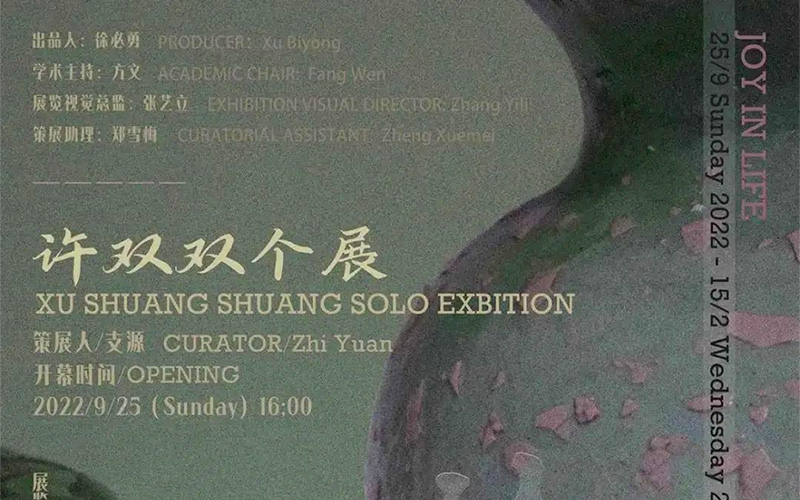 出品人：徐必勇 PRODUCER: Xu Biyong
学术主持：方文 ACADEMIC CHAIR: Fang Wen
展览视觉总监：张艺立 EXHIBITION VISUAL DIRECTOR: Zhang Yili
策展助理：郑雪梅 CURATORIAL ASSISTANT: Zheng Xuemei
许双双个展
XU SHUANG SHUANG SOLO EXBITION
策展人/支源 CURATOR/Zhi Yuan
开幕时间/OPENING
2022/9/25 (Sunday) 16:00
展
JOY IN LIFE
25/9 Sunday 2022 - 15/2 Wednesday 2